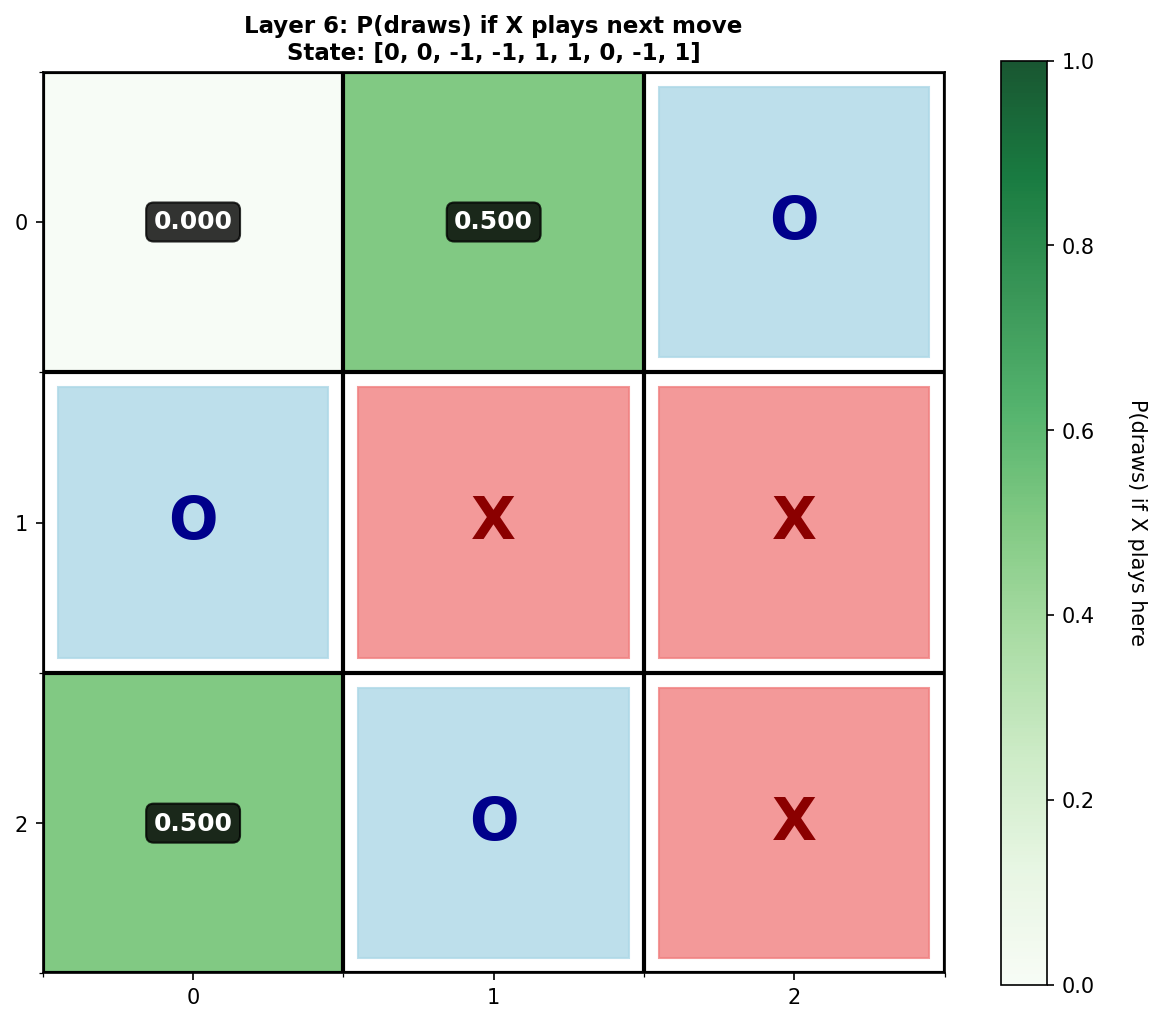 Layer 6: P(draws) if X plays next move
State: [0, 0, -1, -1, 1, 1, 0, -1, 1]
0.000
0.500
O
O
X
X
0.500
O
X
0
1
2
0
1
2
1.0
0.8
0.6
0.4
0.2
0.0
P(draws) if X plays here